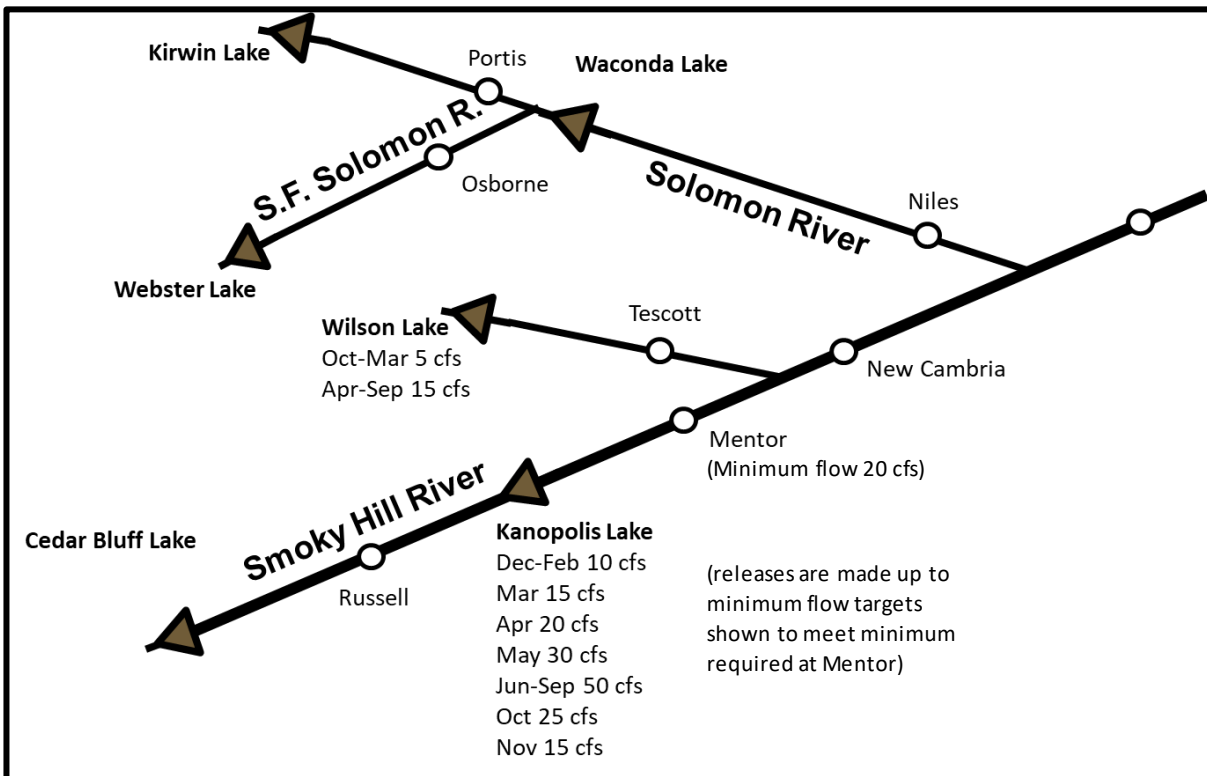 Kirwin Lake
Portis
Waconda Lake
S.F. Solomon R.
Osborne
Solomon River
Niles
Webster Lake
Wilson Lake
Oct-Mar 5 cfs
Apr-Sep 15 cfs
Tescott
New Cambria
Mentor
(Minimum flow 20 cfs)
Smoky Hill River
Cedar Bluff Lake
Russell
Kanopolis Lake
Dec-Feb 10 cfs
Mar 15 cfs
Apr 20 cfs
May 30 cfs
Jun-Sep 50 cfs
Oct 25 cfs
Nov 15 cfs
(releases are made up to
minimum flow targets
shown to meet minimum
required at Mentor)